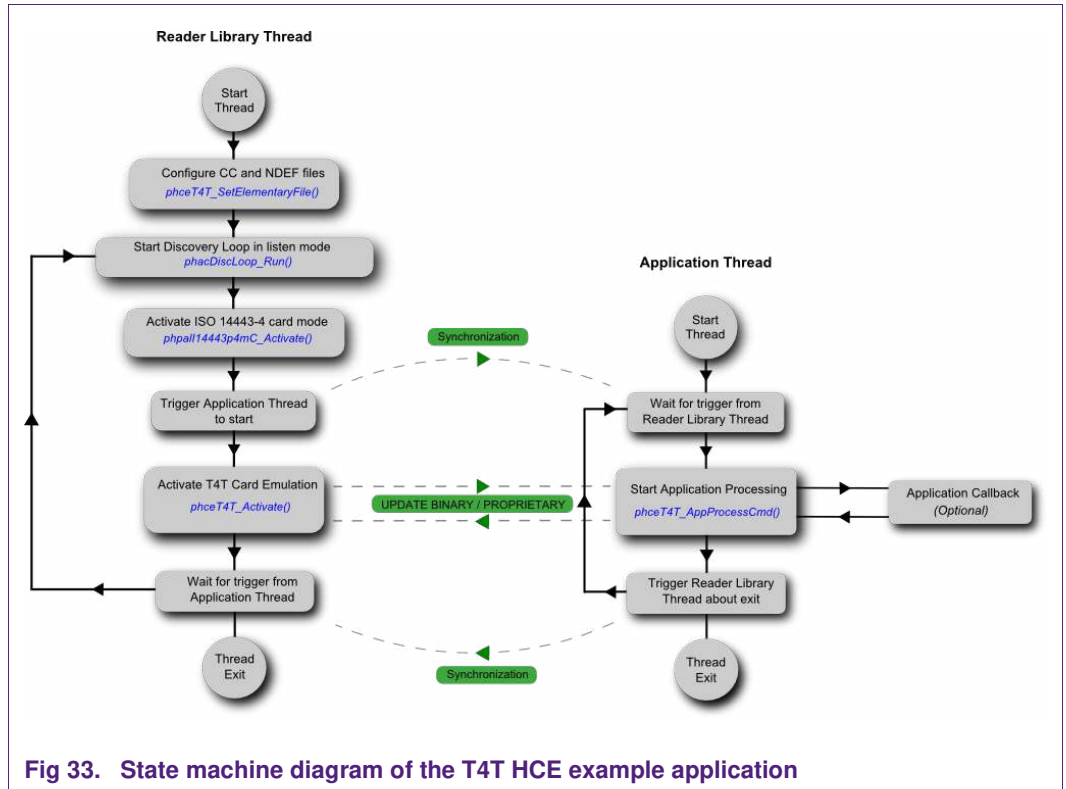 Reader Library Thread
Start
Thread
Configure CC and NDEF files
phceT4T_SetElementaryFile()
Start Discovery Loop in listen mode
phacDiscLoop_Run()
Activate ISO 14443-4 card mode
phpalI14443p4mC_Activate()
Trigger Application Thread
to start
Activate T4T Card Emulation
phceT4T_Activate()
Wait for trigger from
Application Thread
Thread
Exit
Synchronization
UPDATE BINARY / PROPRIETARY
Synchronization
Application Thread
Start
Thread
Wait for trigger from
Reader Library Thread
Start Application Processing
phceT4T_AppProcessCmd()
Application Callback
(Optional)
Trigger Reader Library
Thread about exit
Thread
Exit
Fig 33. State machine diagram of the T4T HCE example application